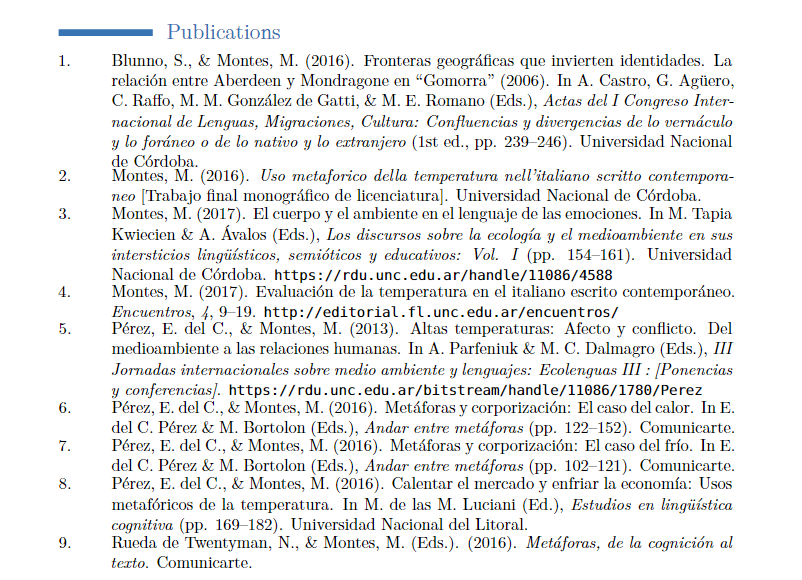 Publications
1. Blunno, S., & Montes, M. (2016). Fronteras geográficas que invierten identidades. La
relación entre Aberdeen y Mondragone en “Gomorra” (2006). In A. Castro, G. Agüero,
C. Raffo, M. M. González de Gatti, & M. E. Romano (Eds.), Actas del I Congreso Inter-
nacional de Lenguas, Migraciones, Cultura: Confluencias y divergencias de lo vernáculo
y lo foráneo o de lo nativo y lo extranjero (1st ed., pp. 239–246). Universidad Nacional
de Córdoba.
2. Montes, M. (2016). Uso metaforico della temperatura nell’italiano scritto contempora-
neo [Trabajo final monográfico de licenciatura]. Universidad Nacional de Córdoba.
3. Montes, M. (2017). El cuerpo y el ambiente en el lenguaje de las emociones. In M. Tapia
Kwiecien & A. Ávalos (Eds.), Los discursos sobre la ecología y el medioambiente en sus
intersticios lingüísticos, semióticos y educativos: Vol. I (pp. 154–161). Universidad
Nacional de Córdoba. https://rdu.unc.edu.ar/handle/11086/4588
4. Montes, M. (2017). Evaluación de la temperatura en el italiano escrito contemporáneo.
Encuentros, 4, 9–19. http://editorial.fl.unc.edu.ar/encuentros/
5. Pérez, E. del C., & Montes, M. (2013). Altas temperaturas: Afecto y conflicto. Del
medioambiente a las relaciones humanas. In A. Parfeniuk & M. C. Dalmagro (Eds.), III
Jornadas internacionales sobre medio ambiente y lenguajes: Ecolenguas III : [Ponencias
y conferencias]. https://rdu.unc.edu.ar/bitstream/handle/11086/1780/Perez
6. Pérez, E. del C., & Montes, M. (2016). Metáforas y corporización: El caso del calor. In E.
del C. Pérez & M. Bortolon (Eds.), Andar entre metáforas (pp. 122–152). Comunicarte.
7. Pérez, E. del C., & Montes, M. (2016). Metáforas y corporización: El caso del frío. In E.
del C. Pérez & M. Bortolon (Eds.), Andar entre metáforas (pp. 102–121). Comunicarte.
8. Pérez, E. del C., & Montes, M. (2016). Calentar el mercado y enfriar la economía: Usos
metafóricos de la temperatura. In M. de las M. Luciani (Ed.), Estudios en lingüística
cognitiva (pp. 169–182). Universidad Nacional del Litoral.
9. Rueda de Twentyman, N., & Montes, M. (Eds.). (2016). Metáforas, de la cognición al
texto. Comunicarte.